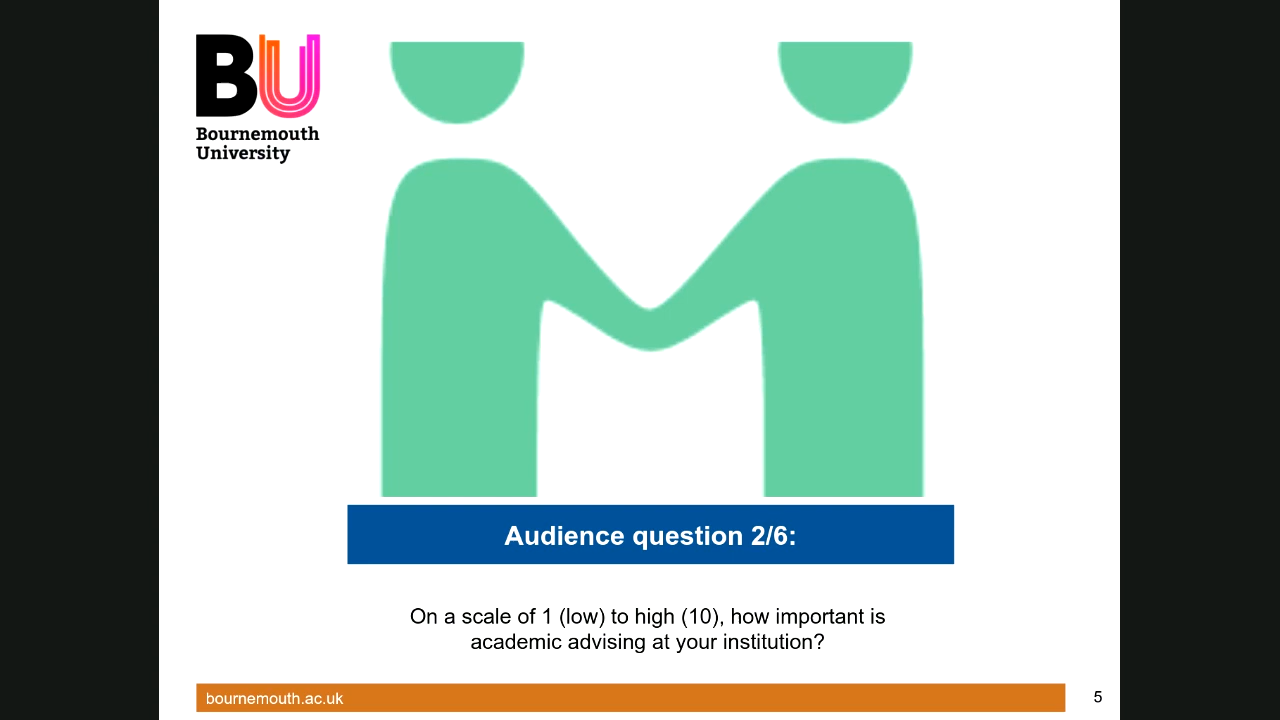 BU
Bournemouth
University
Audience question 2/6:
On a scale of 1 (low) to high (10), how important is
academic advising at your institution?
bournemouth.ac.uk
5